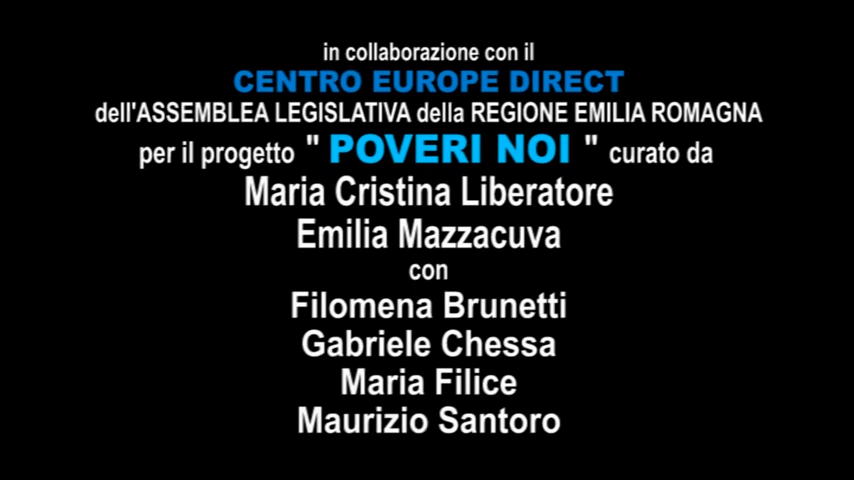 in collaborazione con il
CENTRO EUROPE DIRECT
dell'ASSEMBLEA LEGISLATIVA della REGIONE EMILIA ROMAGNA
per il progetto " POVERI NOI " curato da
Maria Cristina Liberatore
Emilia Mazzacuva
con
Filomena Brunetti
Gabriele Chessa
Maria Filice
Maurizio Santoro